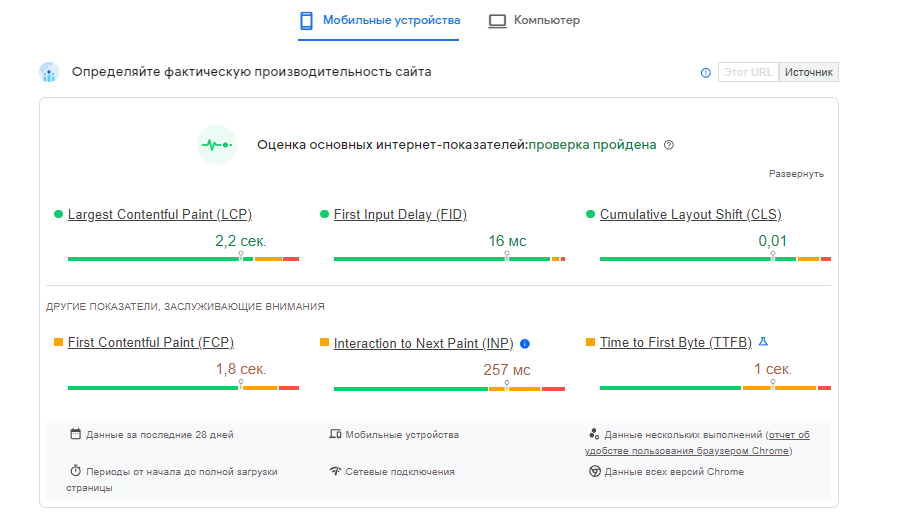 Мобильные устройства Компьютер
Определяйте фактическую производительность сайта Этот URL Источник
Оценка основных интернет-показателей:проверка пройдена
Развернуть
Largest Contentful Paint (LCP) First Input Delay (FID) Cumulative Layout Shift (CLS)
2,2 сек. 16 мс 0,01
ДРУГИЕ ПОКАЗАТЕЛИ, ЗАСЛУЖИВАЮЩИЕ ВНИМАНИЯ
First Contentful Paint (FCP) Interaction to Next Paint (INP) Time to First Byte (TTFB)
1,8 сек. 257 мс 1 сек.
Данные за последние 28 дней Мобильные устройства Данные нескольких выполнений (отчет об
удобстве пользования браузером Chrome)
Периоды от начала до полной загрузки Сетевые подключения Данные всех версий Chrome
страницы